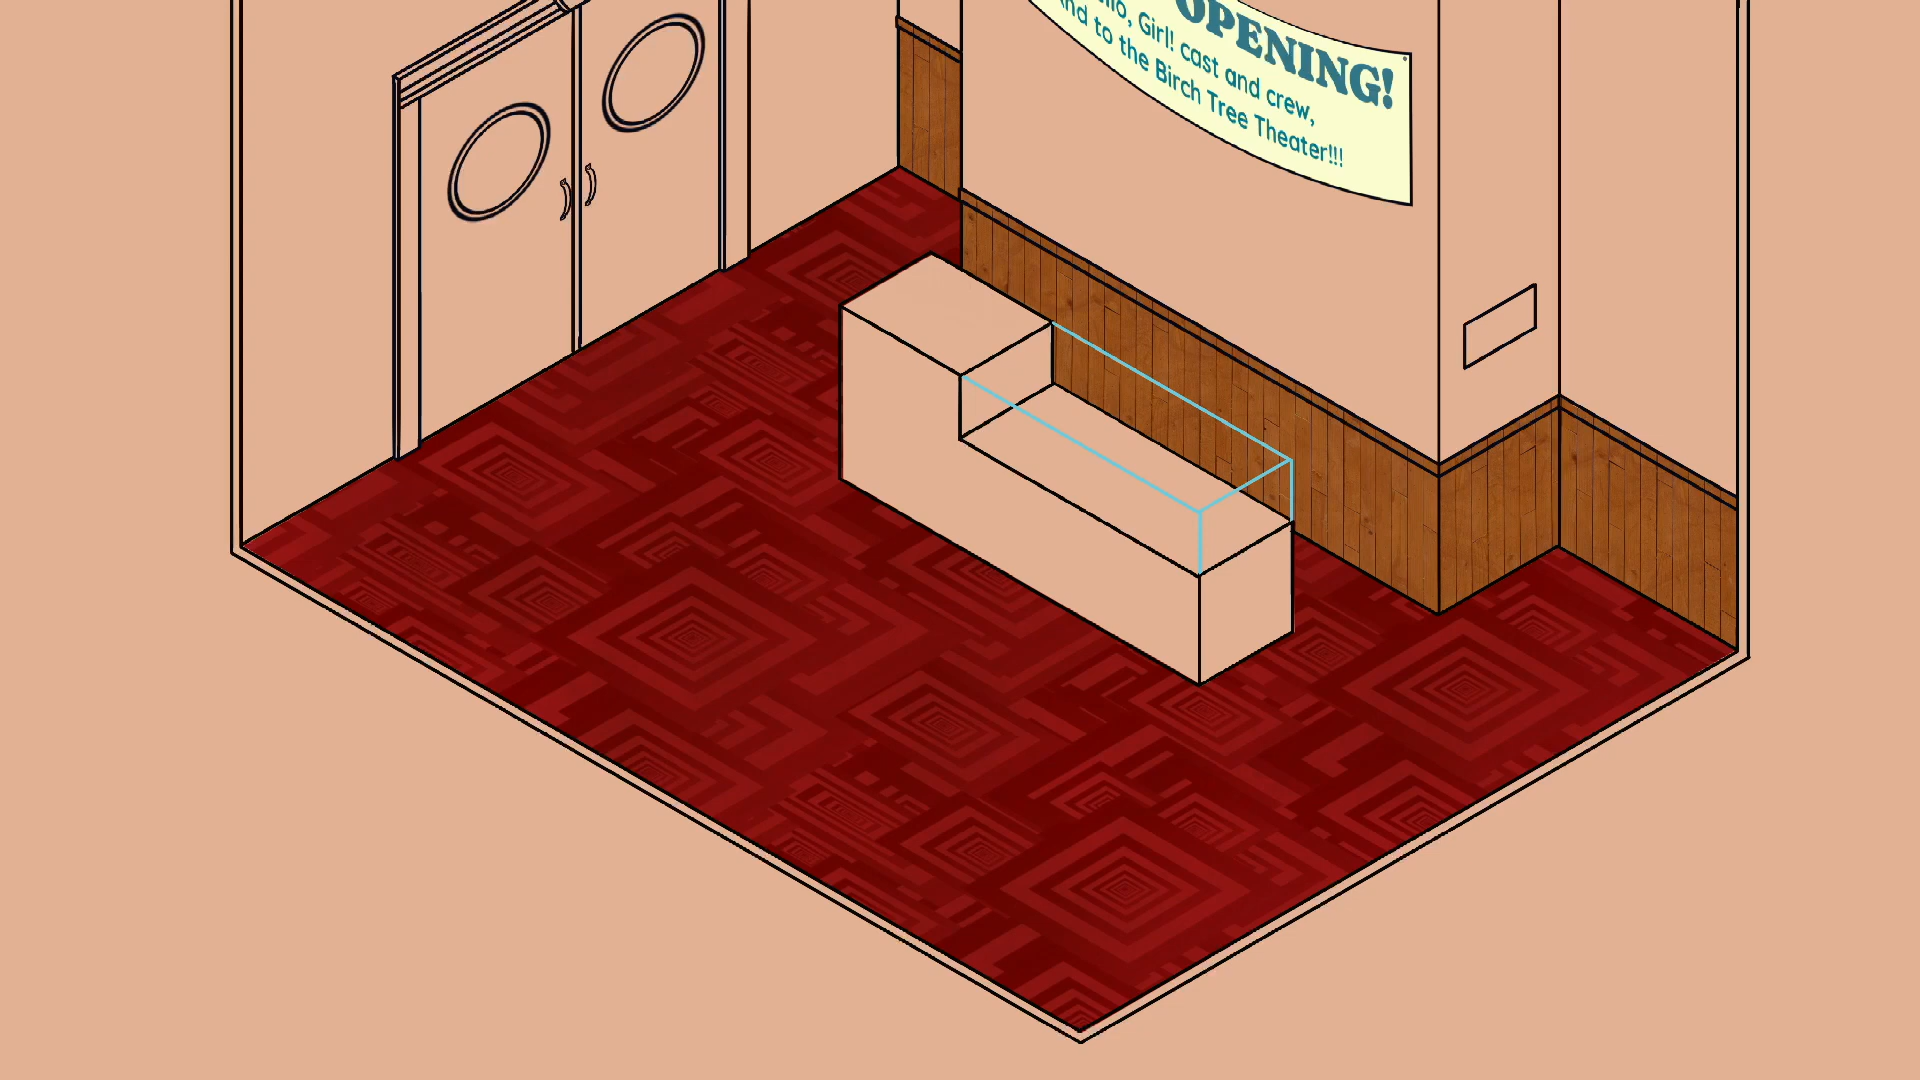 OPENING!
Girl! cast and crew,
to the Birch Tree Theater!!!